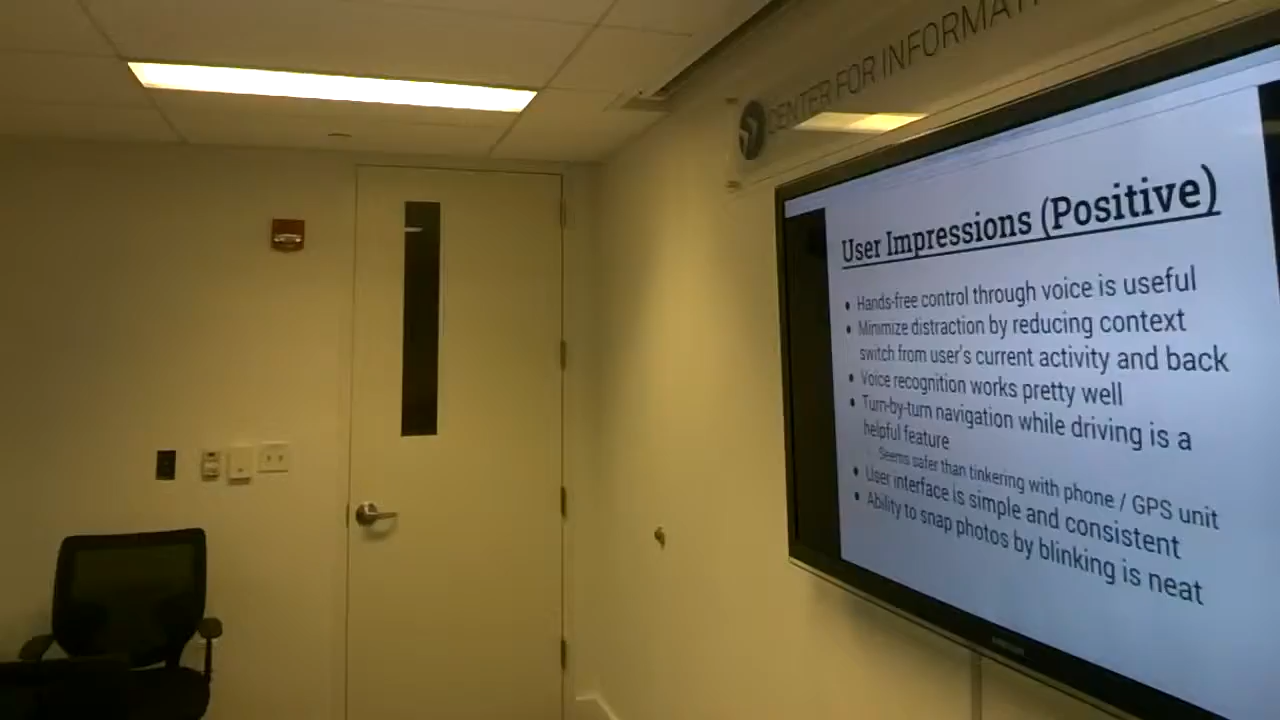 CENTER FOR INFORMATI
User Impressions (Positive)
• Hands-free control through voice is useful
• Minimize distraction by reducing context
switch from user's current activity and back
• Voice recognition works pretty well
• Turn-by-turn navigation while driving is a
helpful feature
Seems safer than tinkering with phone / GPS unit
• User interface is simple and consistent
• Ability to snap photos by blinking is neat